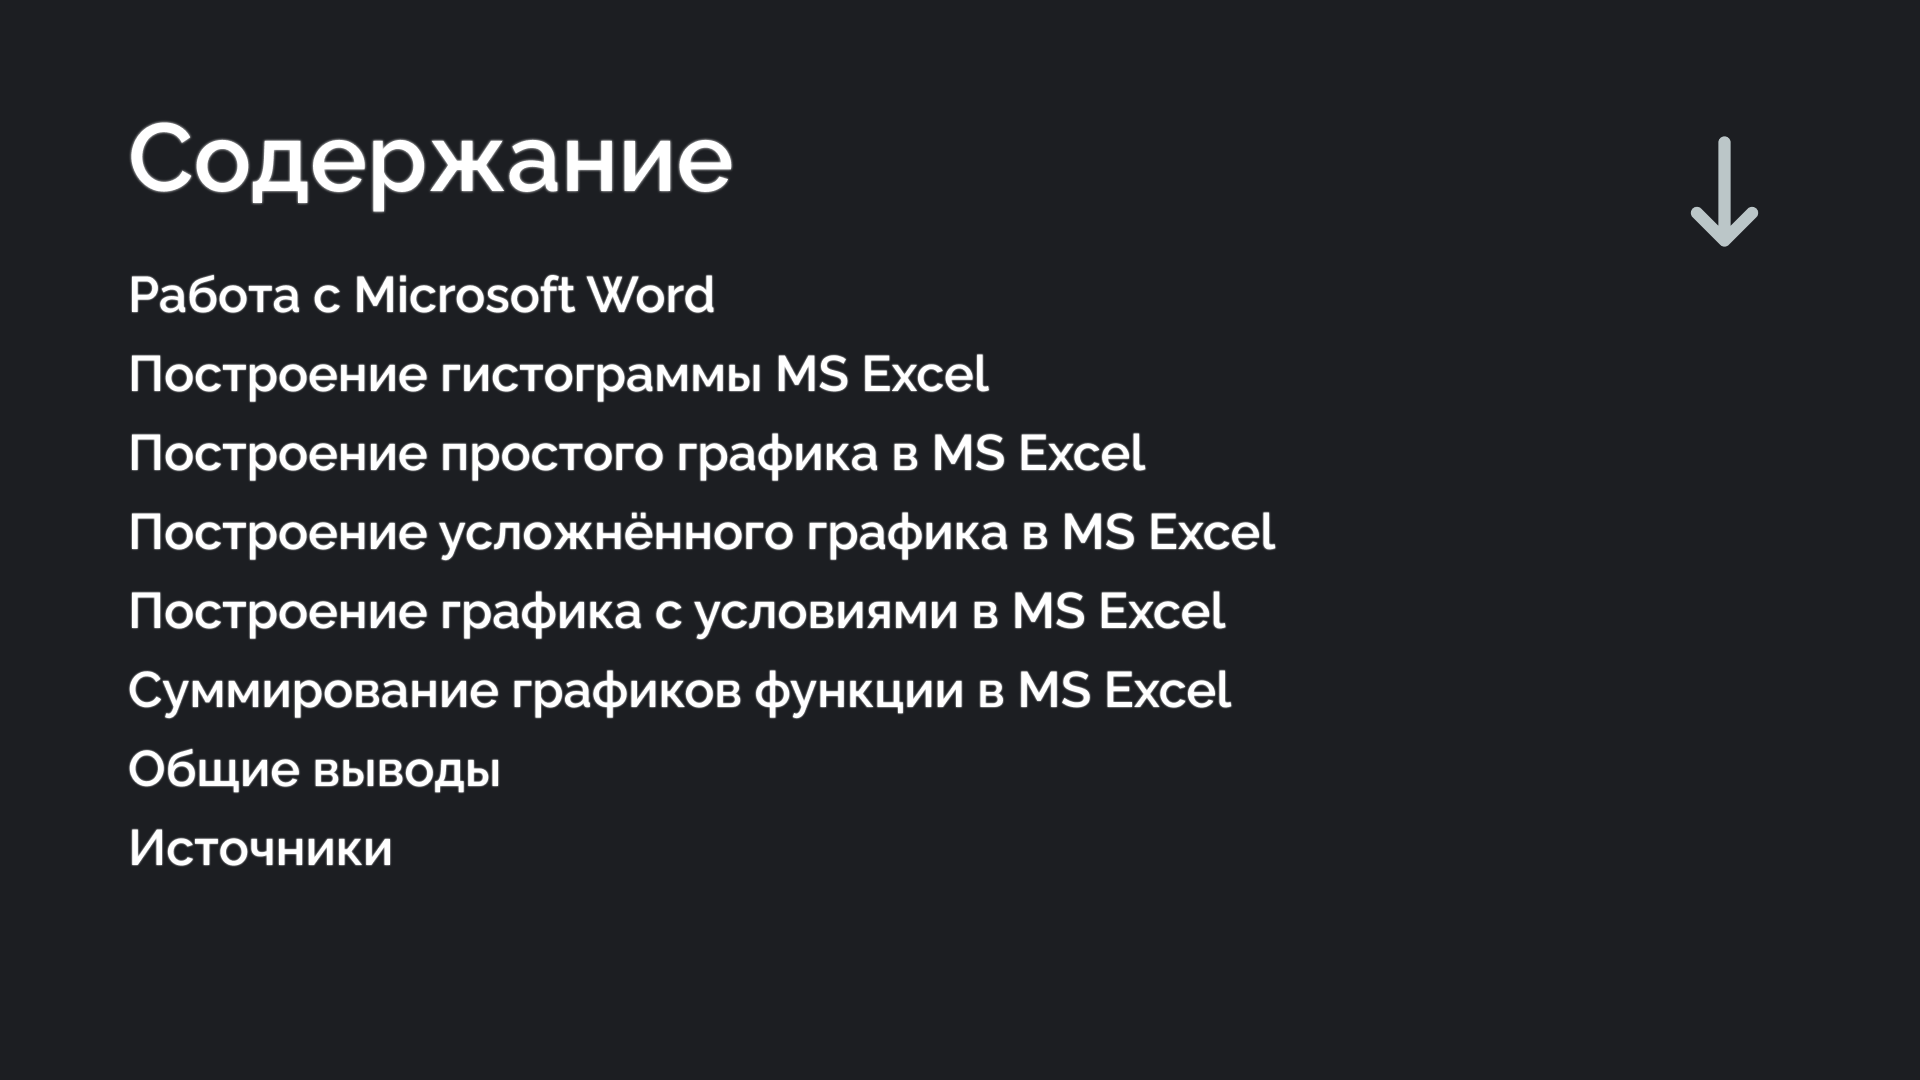 Содержание
Работа с Microsoft Word
Построение гистограммы MS Excel
Построение простого графика в MS Excel
Построение усложнённого графика в MS Excel
Построение графика с условиями в MS Excel
Суммирование графиков функции в MS Excel
Общие выводы
Источники